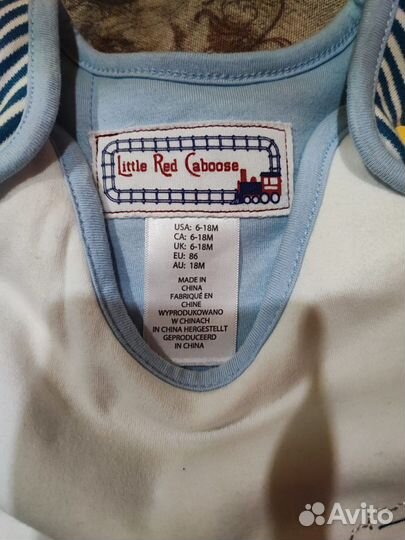 Little Red Caboose
USA: 6-18M
CA: 6-18M
UK: 6-18M
EU: 86
AU: 18M
MADE IN
CHINA
FABRIQUÉ EN
CHINE
WYPRODUKOWANO
W CHINACH
IN CHINA HERGESTELLT
GEPRODUCEERD
IN CHINA
Avito